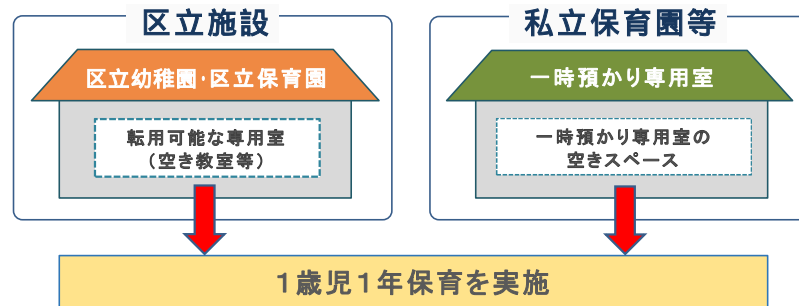 区立施設
区立幼稚園・区立保育園
転用可能な専用室
（空き教室等）
私立保育園等
一時預かり専用室
一時預かり専用室の
空きスペース
１歳児１年保育を実施